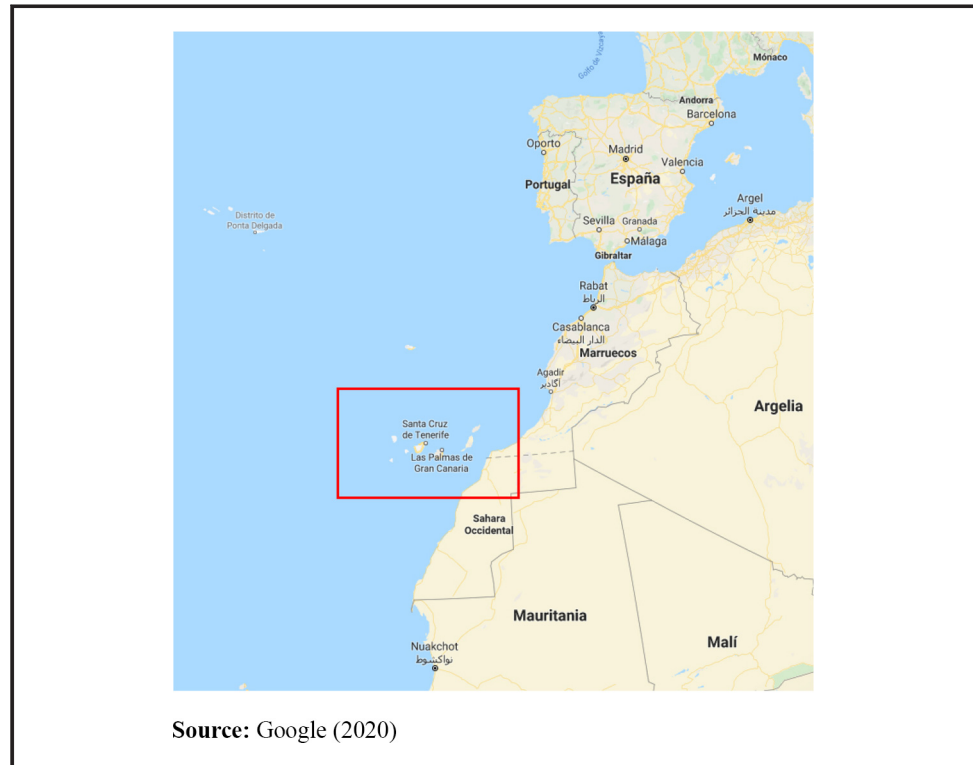 Golfo de Vizcaya
Mónaco
Andorra
Barcelona
Oporto
Madrid
Valencia
Portugal
España
Argel
مدينة الجزائر
Distrito de
Ponta Delgada
Sevilla
Granada
Málaga
Gibraltar
Rabat
الرباط
Casablanca
الدار البيضاء
Marruecos
Agadir
أكادير
Argelia
Santa Cruz
de Tenerife
Las Palmas de
Gran Canaria
Sahara
Occidental
Mauritania
Malí
Nuakchot
نواكشوط
Source: Google (2020)